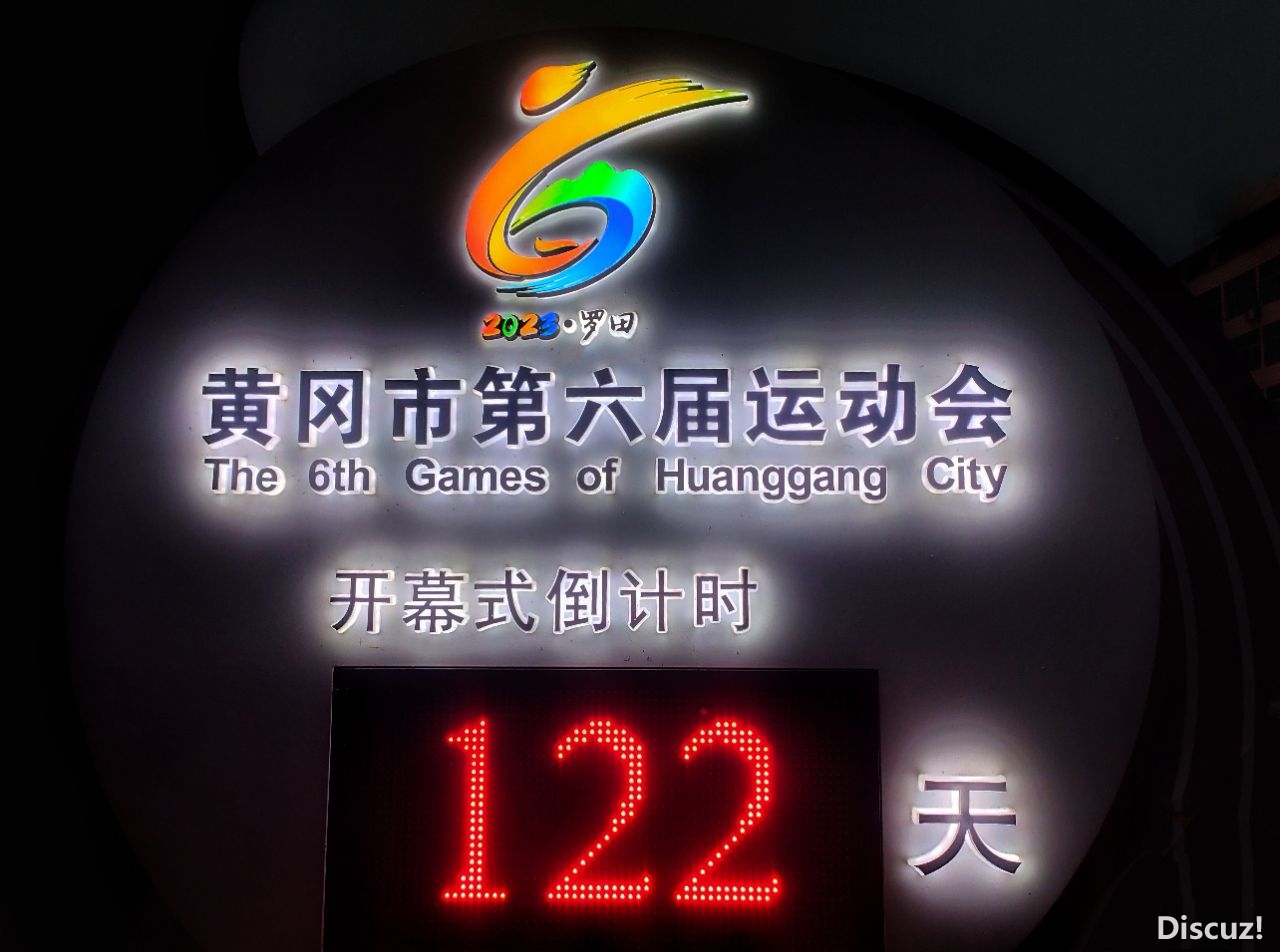 2023·罗田
黄冈市第六届运动会
The 6th Games of Huanggang City
开幕式倒计时
122
天
Discuz!